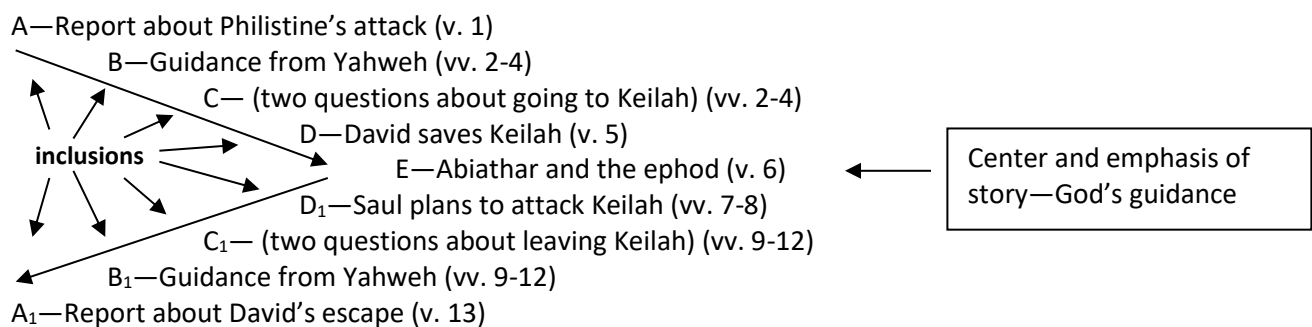 A—Report about Philistine’s attack (v. 1)
B—Guidance from Yahweh (vv. 2-4)
C— (two questions about going to Keilah) (vv. 2-4)
D—David saves Keilah (v. 5)
inclusions
E—Abiathar and the ephod (v. 6)
Center and emphasis of
story—God’s guidance
D₁—Saul plans to attack Keilah (vv. 7-8)
C₁— (two questions about leaving Keilah) (vv. 9-12)
B₁—Guidance from Yahweh (vv. 9-12)
A₁—Report about David’s escape (v. 13)